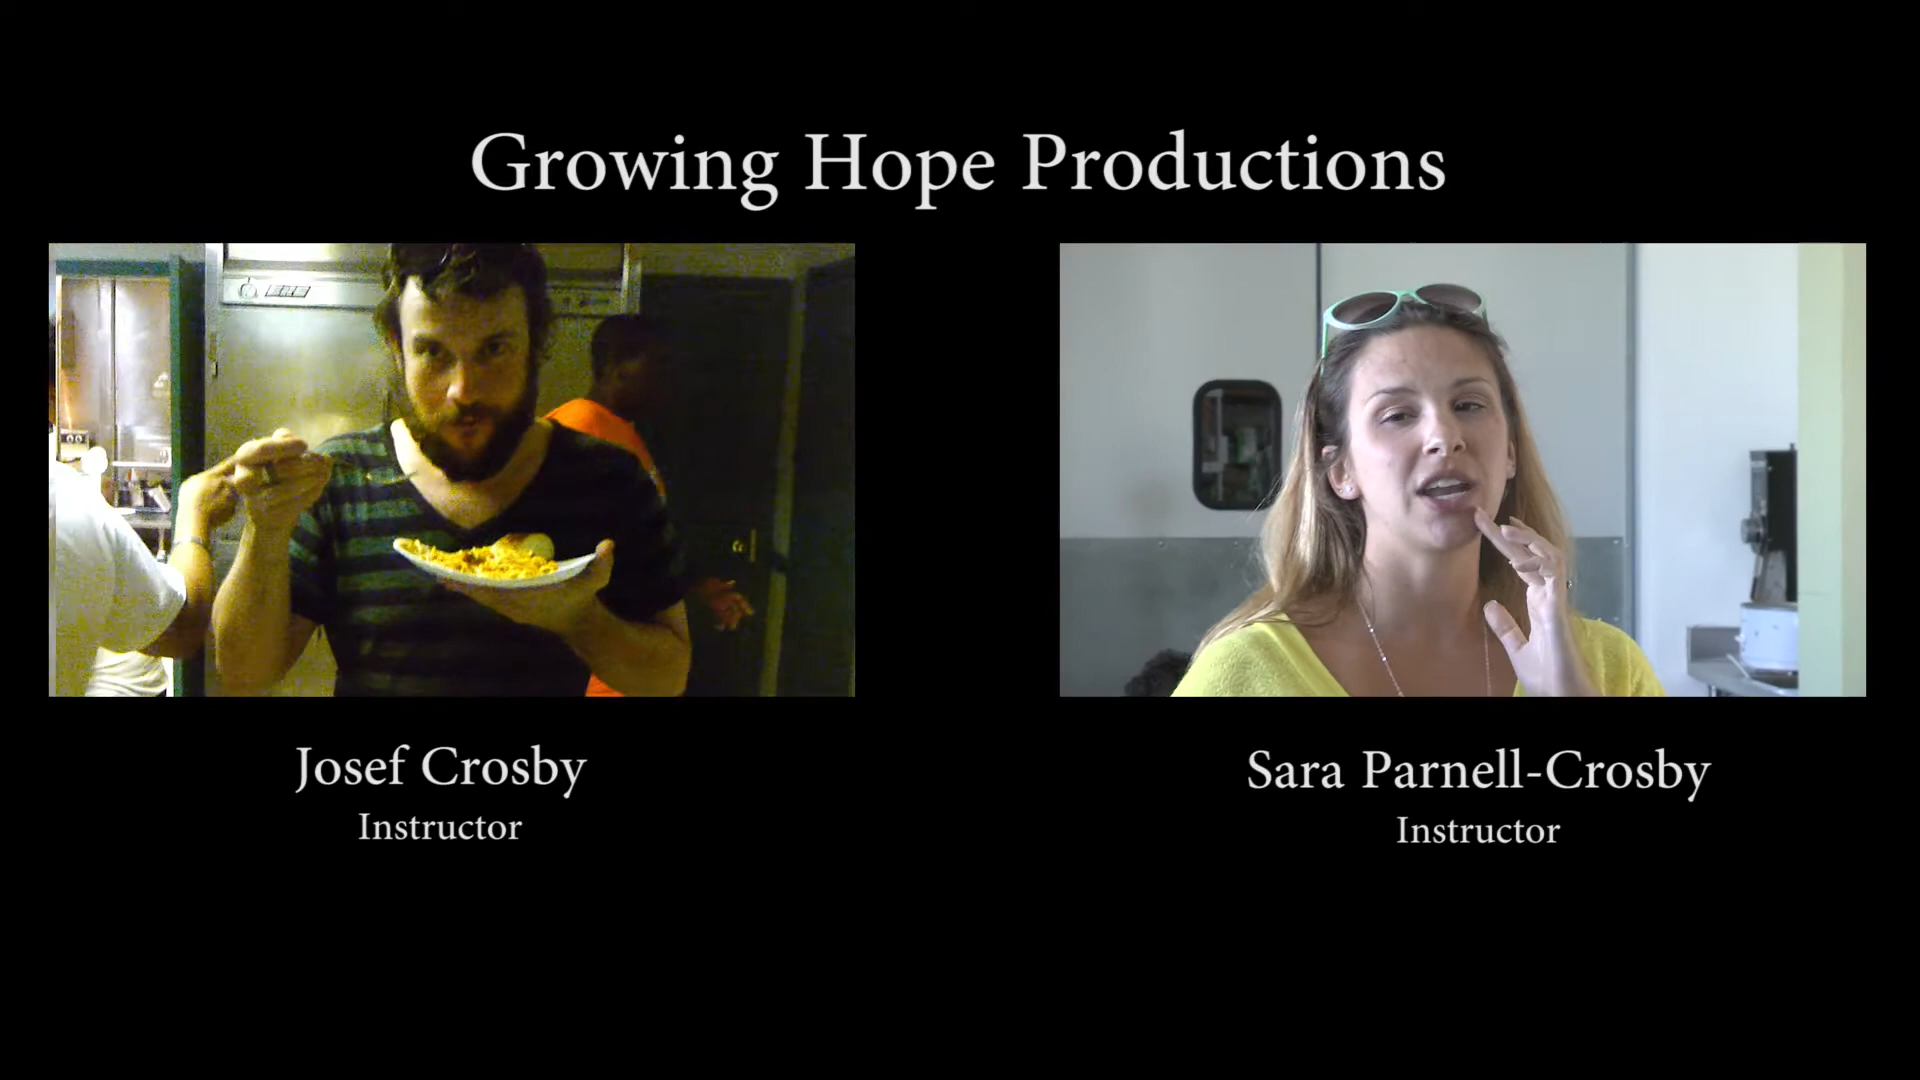 Growing Hope Productions
Josef Crosby
Instructor
Sara Parnell-Crosby
Instructor